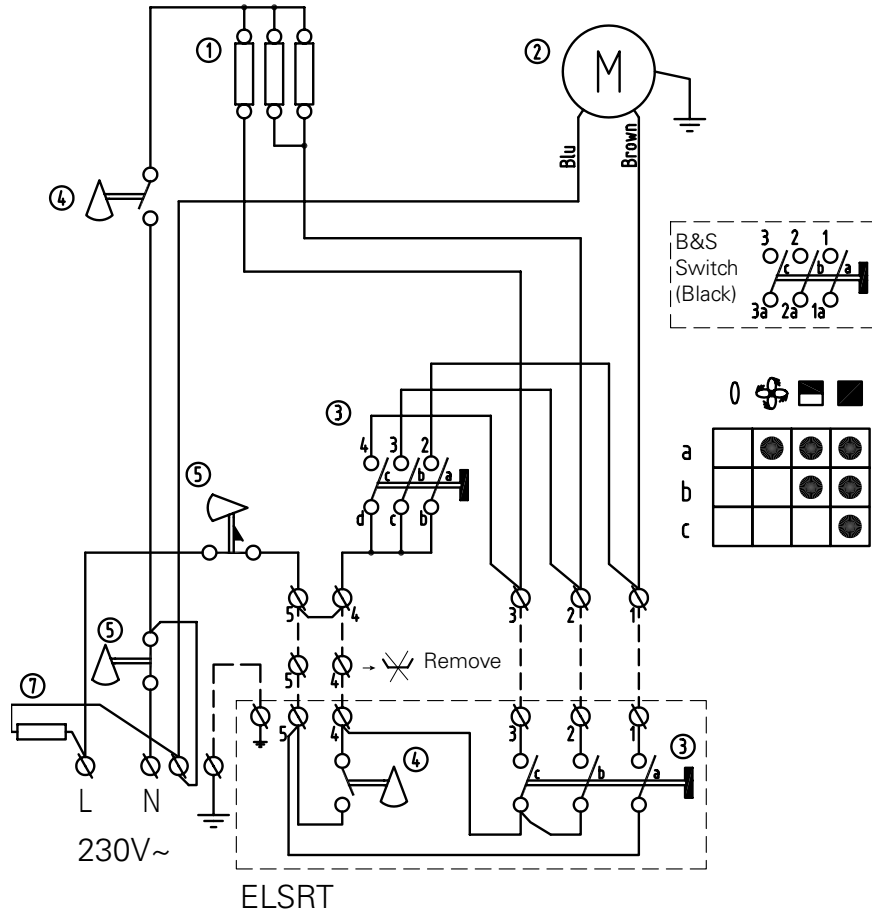 ①
②
M
Blu
Brown
④
B&S
Switch
(Black)
3 2 1
c b a
3a 2a 1a
③
4 3 2
c b a
d c b
⑤
a
b
c
5 4 3 2 1
⑤
5 4 → Remove
⑦
5 4 3 2 1
③
④
c b a
L N
230V~
ELSRT